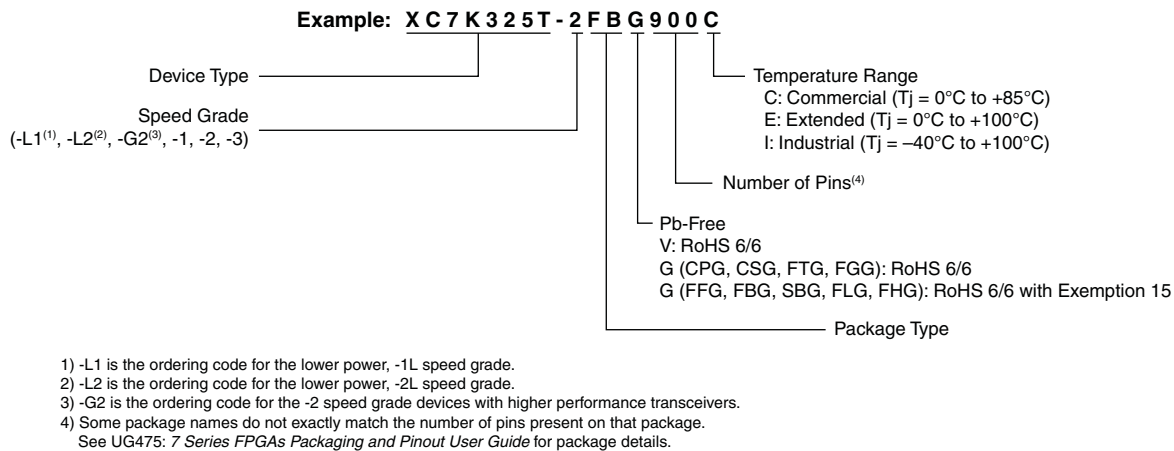 Example: XC7K325T-2FBG900C
Device Type
Temperature Range
C: Commercial (Tj = 0°C to +85°C)
E: Extended (Tj = 0°C to +100°C)
I: Industrial (Tj = –40°C to +100°C)
Speed Grade
(-L1(1), -L2(2), -G2(3), -1, -2, -3)
Number of Pins(4)
Pb-Free
V: RoHS 6/6
G (CPG, CSG, FTG, FGG): RoHS 6/6
G (FFG, FBG, SBG, FLG, FHG): RoHS 6/6 with Exemption 15
Package Type
1) -L1 is the ordering code for the lower power, -1L speed grade.
2) -L2 is the ordering code for the lower power, -2L speed grade.
3) -G2 is the ordering code for the -2 speed grade devices with higher performance transceivers.
4) Some package names do not exactly match the number of pins present on that package.
See UG475: 7 Series FPGAs Packaging and Pinout User Guide for package details.